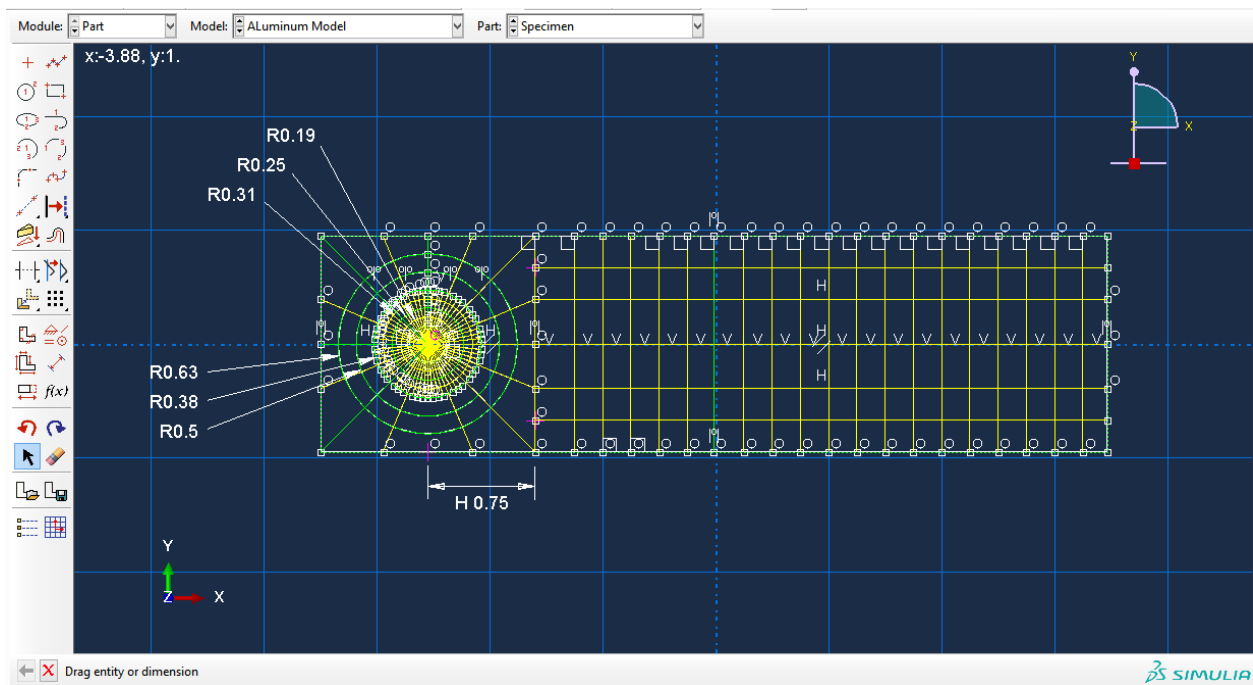 Module: Part Model: ALuminum Model Part: Specimen
x:-3.88, y:1.
Y
X
Z
R0.19
R0.25
R0.31
H H
V V V V V V V V V V V V V V V V V V V V
H
H
H
R0.63
R0.38
R0.5
H 0.75
f(x)
Y
Z X
Drag entity or dimension
SIMULIA